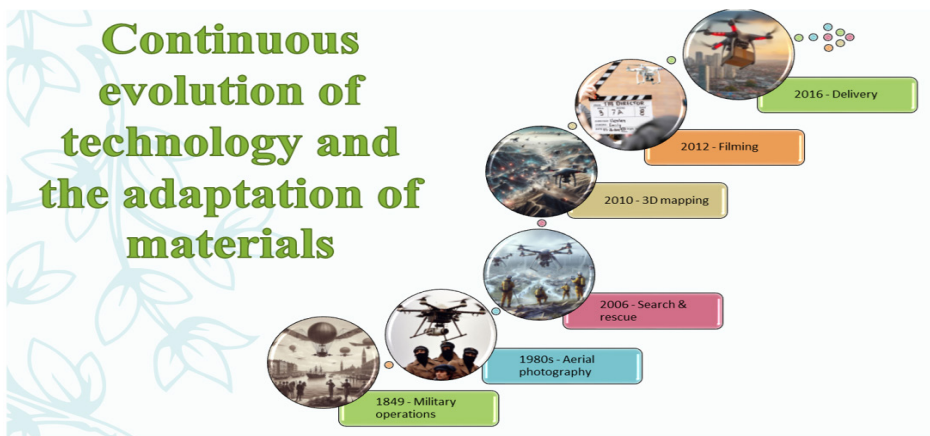 Continuous
evolution of
technology and
the adaptation of
materials
2016 - Delivery
2012 - Filming
2010 - 3D mapping
2006 - Search &
rescue
1980s - Aerial
photography
1849 - Military
operations